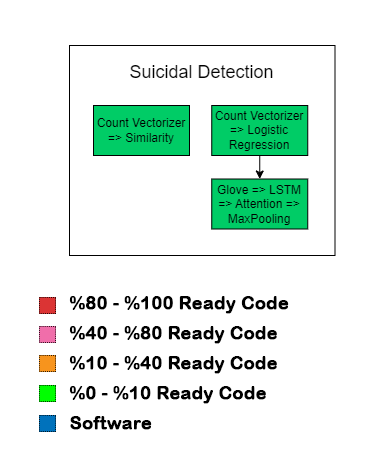 Suicidal Detection
Count Vectorizer
=> Similarity
Count Vectorizer
=> Logistic
Regression
Glove => LSTM
=> Attention =>
MaxPooling
%80 - %100 Ready Code
%40 - %80 Ready Code
%10 - %40 Ready Code
%0 - %10 Ready Code
Software